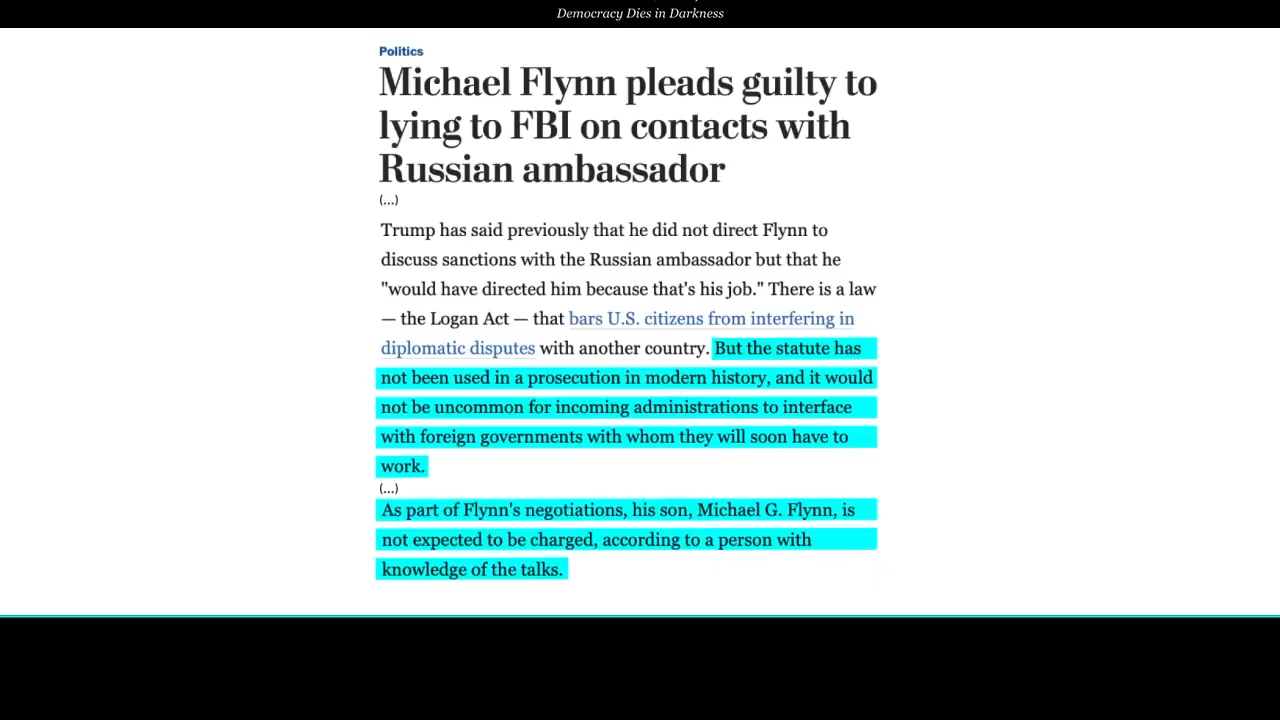 Democracy Dies in Darkness
Politics
Michael Flynn pleads guilty to
lying to FBI on contacts with
Russian ambassador
(...)
Trump has said previously that he did not direct Flynn to
discuss sanctions with the Russian ambassador but that he
"would have directed him because that's his job." There is a law
— the Logan Act — that bars U.S. citizens from interfering in
diplomatic disputes with another country. But the statute has
not been used in a prosecution in modern history, and it would
not be uncommon for incoming administrations to interface
with foreign governments with whom they will soon have to
work.
(...)
As part of Flynn's negotiations, his son, Michael G. Flynn, is
not expected to be charged, according to a person with
knowledge of the talks.